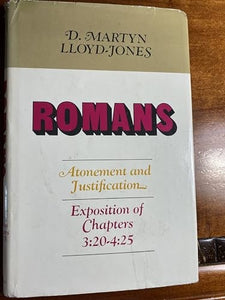 D. MARTYN
LLOYD-JONES
ROMANS
Atonement and
Justification
Exposition of
Chapters
3:20-4:25